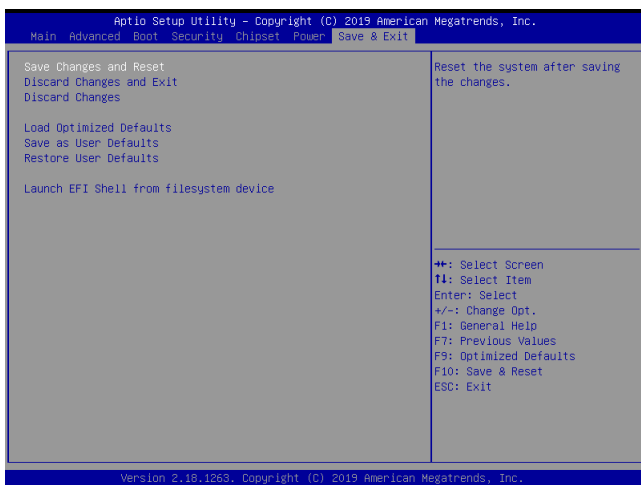 Aptio Setup Utility – Copyright (C) 2019 American Megatrends, Inc.
Main Advanced Boot Security Chipset Power Save & Exit
Save Changes and Reset
Discard Changes and Exit
Discard Changes
Load Optimized Defaults
Save as User Defaults
Restore User Defaults
Launch EFI Shell from filesystem device
Reset the system after saving
the changes.
→←: Select Screen
↑↓: Select Item
Enter: Select
+/-: Change Opt.
F1: General Help
F7: Previous Values
F9: Optimized Defaults
F10: Save & Reset
ESC: Exit
Version 2.18.1263. Copyright (C) 2019 American Megatrends, Inc.